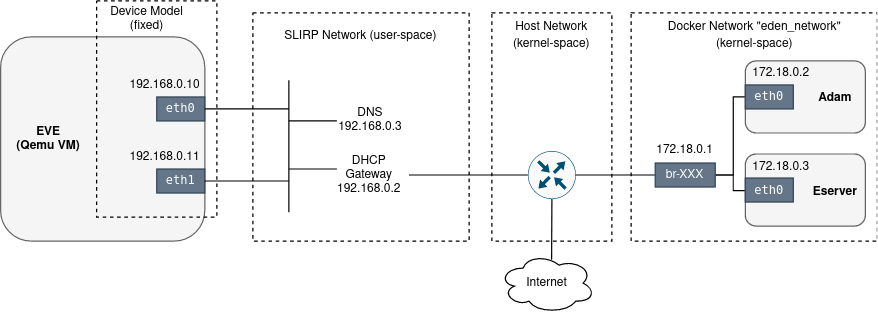 Device Model
(fixed)
SLIRP Network (user-space)
Host Network
(kernel-space)
Docker Network "eden_network"
(kernel-space)
EVE
(Qemu VM)
192.168.0.10
eth0
192.168.0.11
eth1
DNS
192.168.0.3
DHCP
Gateway
192.168.0.2
Internet
172.18.0.1
br-XXX
172.18.0.2
eth0
Adam
172.18.0.3
eth0
Eserver